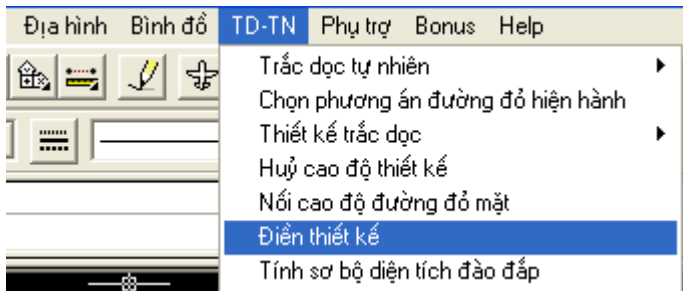 Địa hình Bình đồ TD-TN Phụ trợ Bonus Help
Trắc dọc tự nhiên
Chọn phương án đường đỏ hiện hành
Thiết kế trắc dọc
Huỷ cao độ thiết kế
Nối cao độ đường đỏ mặt
Điền thiết kế
Tính sơ bộ diện tích đào đắp